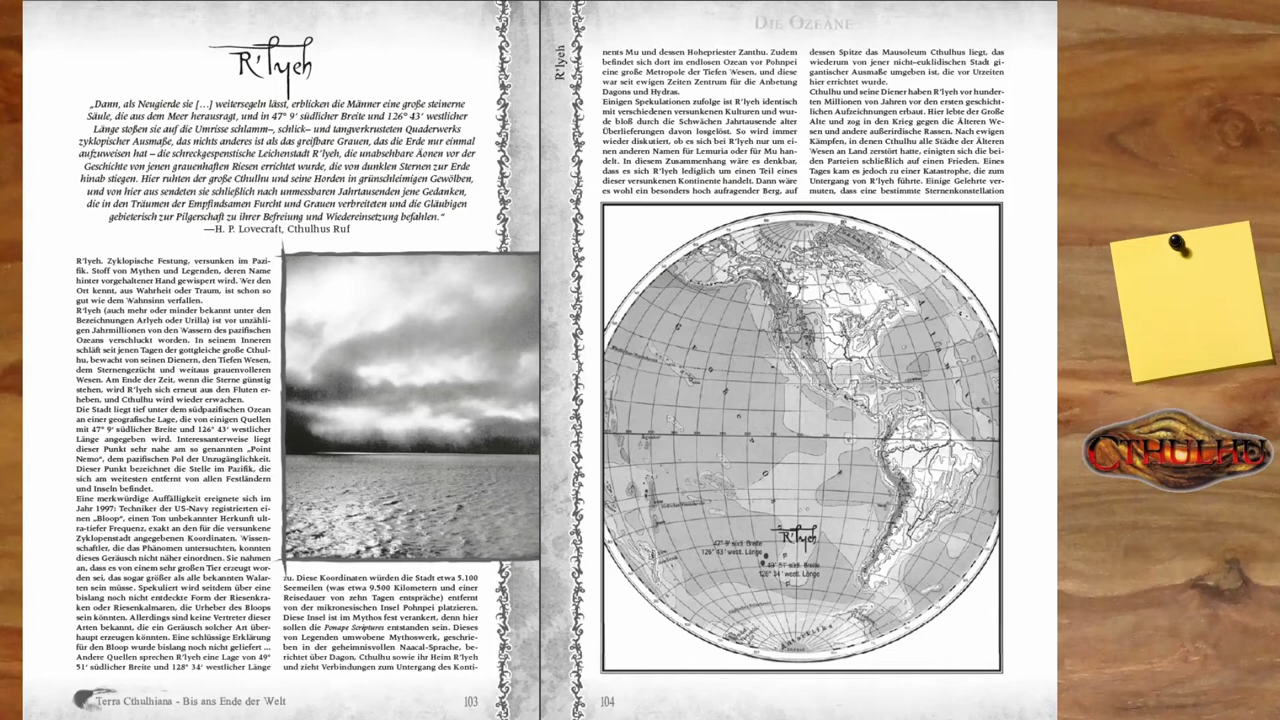 R'lyeh
„Dann, als Neugierde sie […] weitersegeln lässt, erblicken die Männer eine große steinerne
Säule, die aus dem Meer herausragt, und in 47° 9' südlicher Breite und 126° 43' westlicher
Länge stoßen sie auf die Umrisse schlamm–, schlick– und tangverkrusteten Quaderwerks
zyklopischer Ausmaße, das nichts anderes ist als das greifbare Grauen, das die Erde nur einmal
aufzuweisen hat – die schreckgespenstische Leichenstadt R'lyeh, die unabsehbare Äonen vor der
Geschichte von jenen grauenhaften Riesen errichtet wurde, die von dunklen Sternen zur Erde
hinab stiegen. Hier ruhten der große Cthulhu und seine Horden in grünschleimigen Gewölben,
und von hier aus sendeten sie schließlich nach unmessbaren Jahrtausenden jene Gedanken,
die in den Träumen der Empfindsamen Furcht und Grauen verbreiteten und die Gläubigen
gebieterisch zur Pilgerschaft zu ihrer Befreiung und Wiedereinsetzung befahlen.“
—H. P. Lovecraft, Cthulhus Ruf
R'lyeh. Zyklopische Festung, versunken im Pazi-
fik. Stoff von Mythen und Legenden, deren Name
hinter vorgehaltener Hand gewispert wird. Wer den
Ort kennt, aus Wahrheit oder Traum, ist schon so
gut wie dem Wahnsinn verfallen.
R'lyeh (auch mehr oder minder bekannt unter den
Bezeichnungen Arlyeh oder Urilla) ist vor unzähli-
gen Jahrmillionen von den Wassern des pazifischen
Ozeans verschluckt worden. In seinem Inneren
schläft seit jenen Tagen der gottgleiche große Cthul-
hu, bewacht von seinen Dienern, den Tiefen Wesen,
dem Sternengezücht und weitaus grauenvolleren
Wesen. Am Ende der Zeit, wenn die Sterne günstig
stehen, wird R'lyeh sich erneut aus den Fluten er-
heben, und Cthulhu wird wieder erwachen.
Die Stadt liegt tief unter dem südpazifischen Ozean
an einer geografische Lage, die von einigen Quellen
mit 47° 9' südlicher Breite und 126° 43' westlicher
Länge angegeben wird. Interessanterweise liegt
dieser Punkt sehr nahe am so genannten „Point
Nemo“, dem pazifischen Pol der Unzugänglichkeit.
Dieser Punkt bezeichnet die Stelle im Pazifik, die
sich am weitesten entfernt von allen Festländern
und Inseln befindet.
Eine merkwürdige Auffälligkeit ereignete sich im
Jahr 1997: Techniker der US-Navy registrierten ei-
nen „Bloop“, einen Ton unbekannter Herkunft ult-
ra-tiefer Frequenz, exakt an den für die versunkene
Zyklopenstadt angegebenen Koordinaten. Wissen-
schaftler, die das Phänomen untersuchten, konnten
dieses Geräusch nicht näher einordnen. Sie nahmen
an, dass es von einem sehr großen Tier erzeugt wor-
den sei, das sogar größer als alle bekannten Walar-
ten sein müsse. Spekuliert wird seitdem über eine
bislang noch nicht entdeckte Form der Riesenkra-
ken oder Riesenkalmaren, die Urheber des Bloops
sein könnten. Allerdings sind keine Vertreter dieser
Arten bekannt, die ein Geräusch solcher Art über-
haupt erzeugen könnten. Eine schlüssige Erklärung
für den Bloop wurde bislang noch nicht geliefert ...
Andere Quellen sprechen R'lyeh eine Lage von 49°
51' südlicher Breite und 128° 34' westlicher Länge
zu. Diese Koordinaten würden die Stadt etwa 5.100
Seemeilen (was etwa 9.500 Kilometern und einer
Reisedauer von zehn Tagen entspräche) entfernt
von der mikronesischen Insel Pohnpei platzieren.
Diese Insel ist im Mythos fest verankert, denn hier
sollen die Ponape Scriptures entstanden sein. Dieses
von Legenden umwobene Mythoswerk, geschrie-
ben in der geheimnisvollen Naacal-Sprache, be-
richtet über Dagon, Cthulhu sowie ihr Heim R'lyeh
und zieht Verbindungen zum Untergang des Konti-
Terra Cthulhiana - Bis ans Ende der Welt
103
Die Ozeane
R'lyeh
nents Mu und dessen Hohepriester Zanthu. Zudem
befindet sich dort im endlosen Ozean vor Pohnpei
eine große Metropole der Tiefen Wesen, und diese
war seit ewigen Zeiten Zentrum für die Anbetung
Dagons und Hydras.
Einigen Spekulationen zufolge ist R'lyeh identisch
mit verschiedenen versunkenen Kulturen und wur-
de bloß durch die Schwächen Jahrtausende alter
Überlieferungen davon losgelöst. So wird immer
wieder diskutiert, ob es sich bei R'lyeh nur um ei-
nen anderen Namen für Lemuria oder für Mu han-
delt. In diesem Zusammenhang wäre es denkbar,
dass es sich R'lyeh lediglich um einen Teil eines
dieser versunkenen Kontinente handelt. Dann wäre
es wohl ein besonders hoch aufragender Berg, auf
dessen Spitze das Mausoleum Cthulhus liegt, das
wiederum von jener nicht–euklidischen Stadt gi-
gantischer Ausmaße umgeben ist, die vor Urzeiten
hier errichtet wurde.
Cthulhu und seine Diener haben R'lyeh vor hunder-
ten Millionen von Jahren vor den ersten geschicht-
lichen Aufzeichnungen erbaut. Hier lebte der Große
Alte und zog in den Krieg gegen die Älteren We-
sen und andere außerirdische Rassen. Nach ewigen
Kämpfen, in denen Cthulhu alle Städte der Älteren
Wesen an Land zerstört hatte, einigten sich die bei-
den Parteien schließlich auf einen Frieden. Eines
Tages kam es jedoch zu einer Katastrophe, die zum
Untergang von R'lyeh führte. Einige Gelehrte ver-
muten, dass eine bestimmte Sternenkonstellation
R'lyeh
47° 9' südl. Breite
126° 43' westl. Länge
49° 51' südl. Breite
128° 34' westl. Länge
ANTARKTIKA
104
CTHULHU